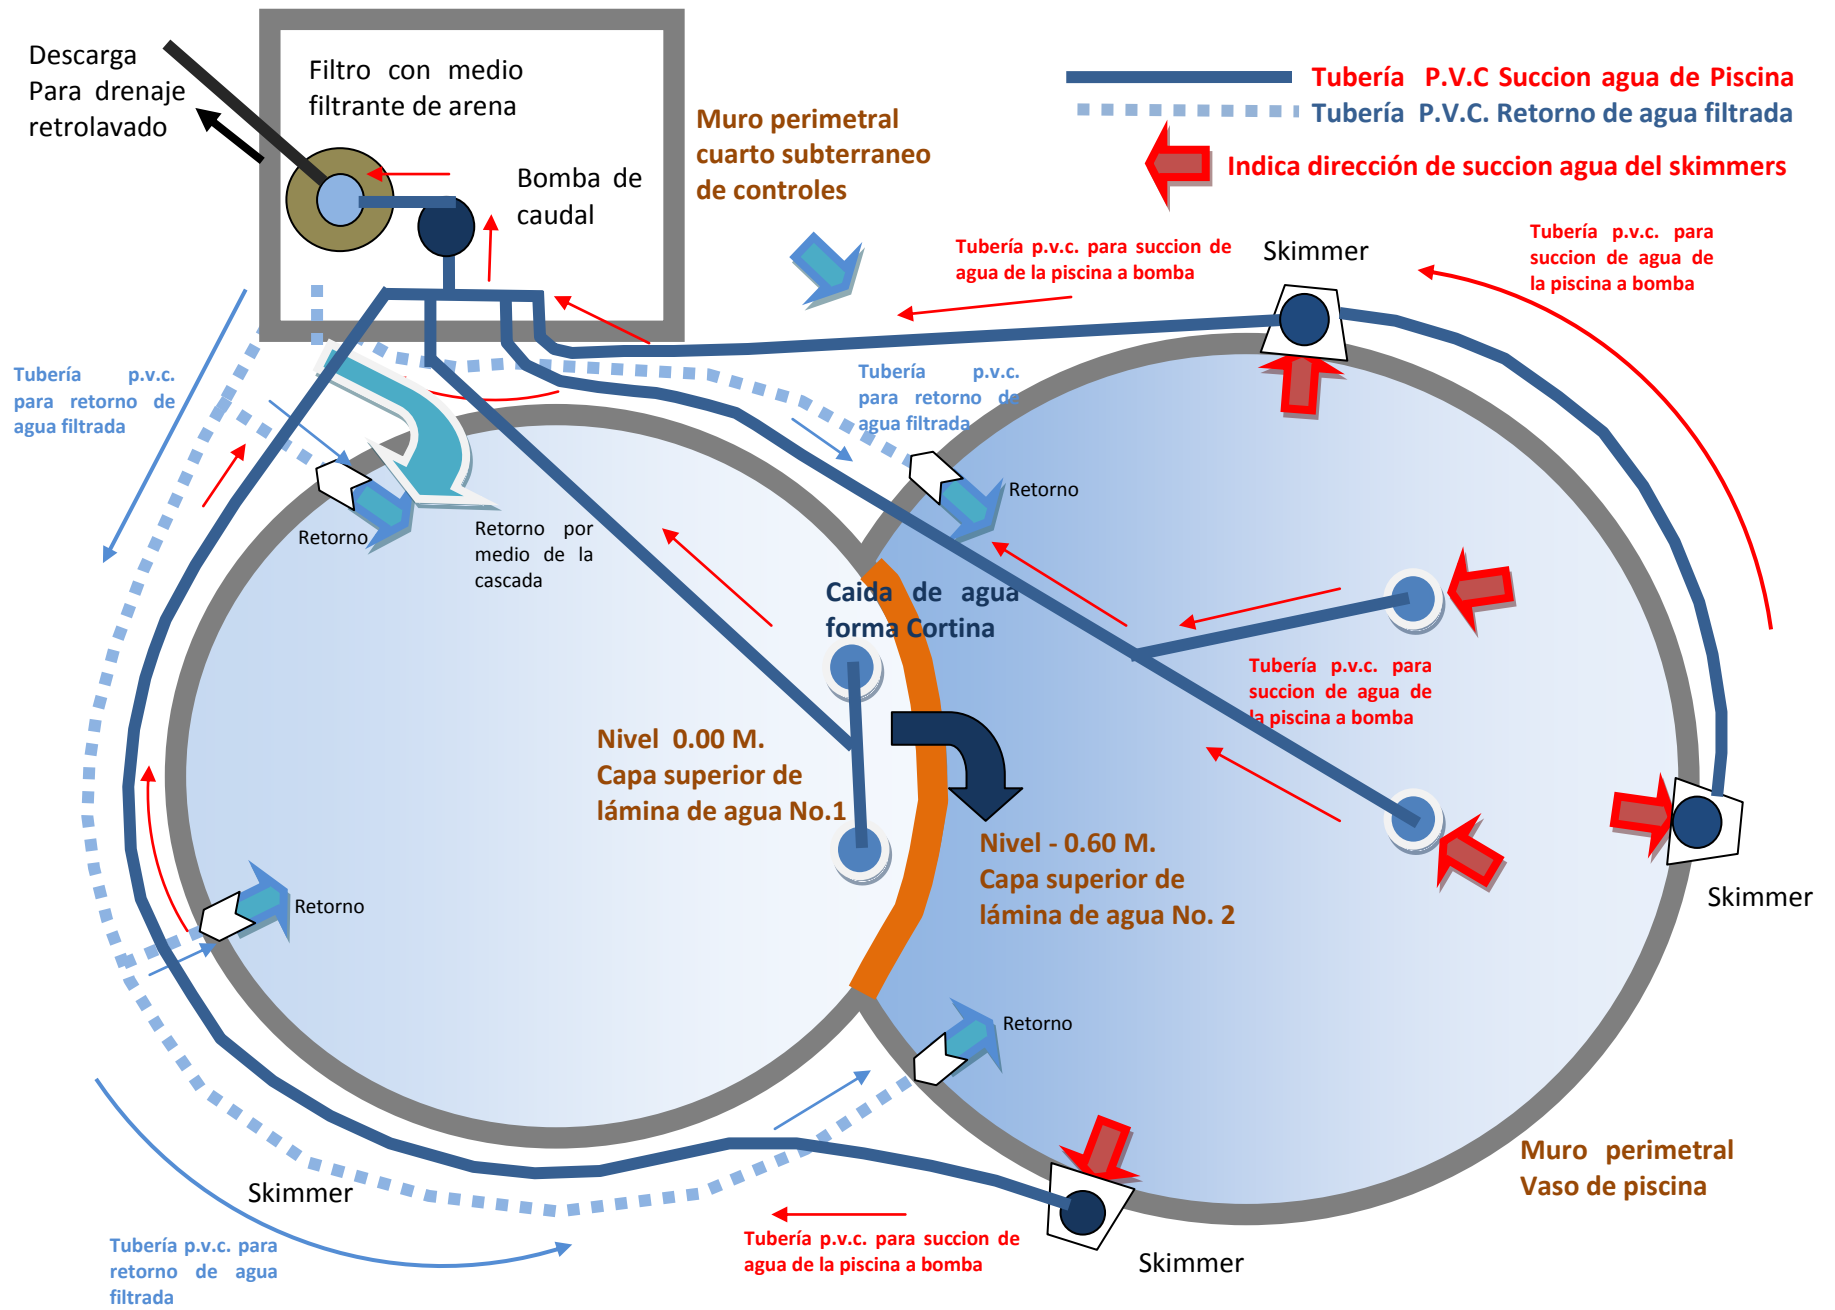 Descarga
Para drenaje
retrolavado
Filtro con medio
filtrante de arena
Bomba de
caudal
Muro perimetral
cuarto subterraneo
de controles
Tubería P.V.C Succion agua de Piscina
Tubería P.V.C. Retorno de agua filtrada
Indica dirección de succion agua del skimmers
Tubería p.v.c. para succion de
agua de la piscina a bomba
Skimmer
Tubería p.v.c. para
succion de agua de
la piscina a bomba
Tubería p.v.c.
para retorno de
agua filtrada
Tubería p.v.c.
para retorno de
agua filtrada
Retorno
Retorno por
medio de la
cascada
Retorno
Caida de agua
forma Cortina
Tubería p.v.c. para
succion de agua de
la piscina a bomba
Nivel 0.00 M.
Capa superior de
lámina de agua No.1
Nivel - 0.60 M.
Capa superior de
lámina de agua No. 2
Skimmer
Retorno
Retorno
Muro perimetral
Vaso de piscina
Skimmer
Tubería p.v.c. para
retorno de agua
filtrada
Tubería p.v.c. para succion de
agua de la piscina a bomba
Skimmer